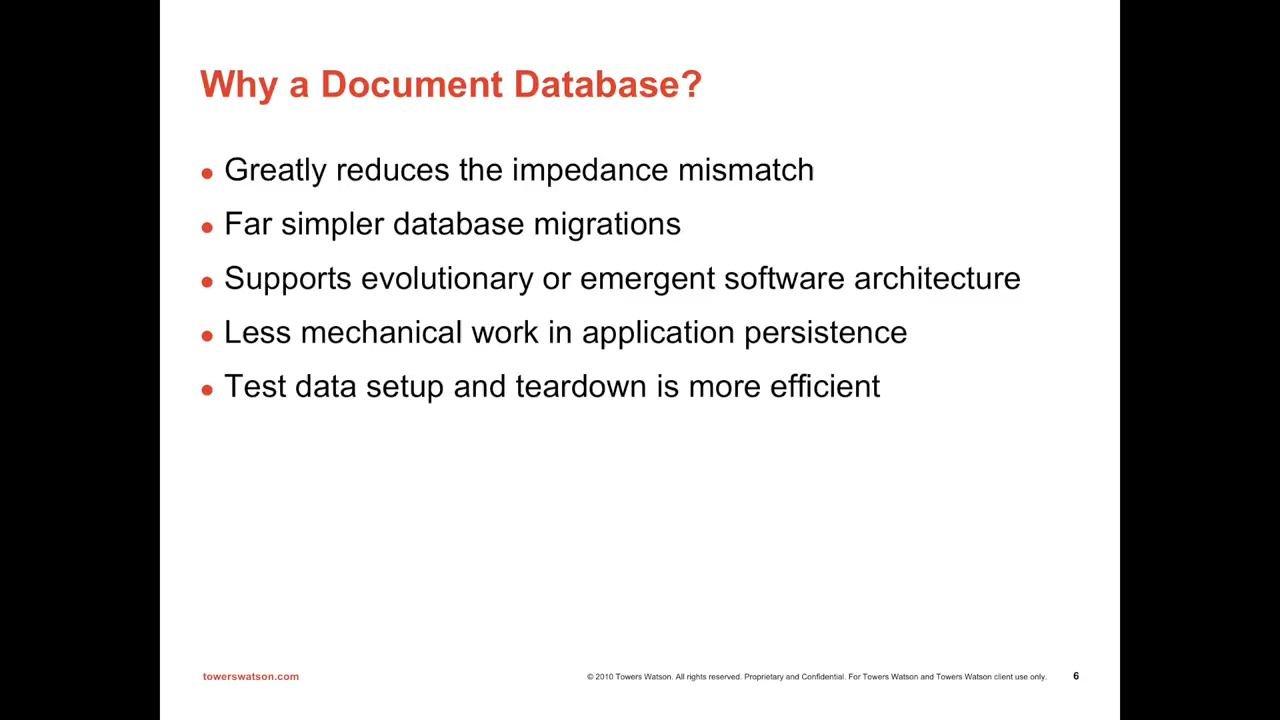 Why a Document Database?
● Greatly reduces the impedance mismatch
● Far simpler database migrations
● Supports evolutionary or emergent software architecture
● Less mechanical work in application persistence
● Test data setup and teardown is more efficient
towerswatson.com
© 2010 Towers Watson. All rights reserved. Proprietary and Confidential. For Towers Watson and Towers Watson client use only.
6